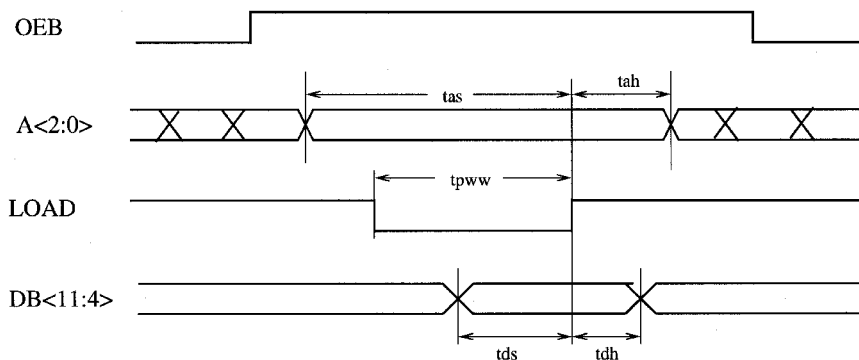 OEB
tas
tah
A<2:0>
tpww
LOAD
DB<11:4>
tds
tdh